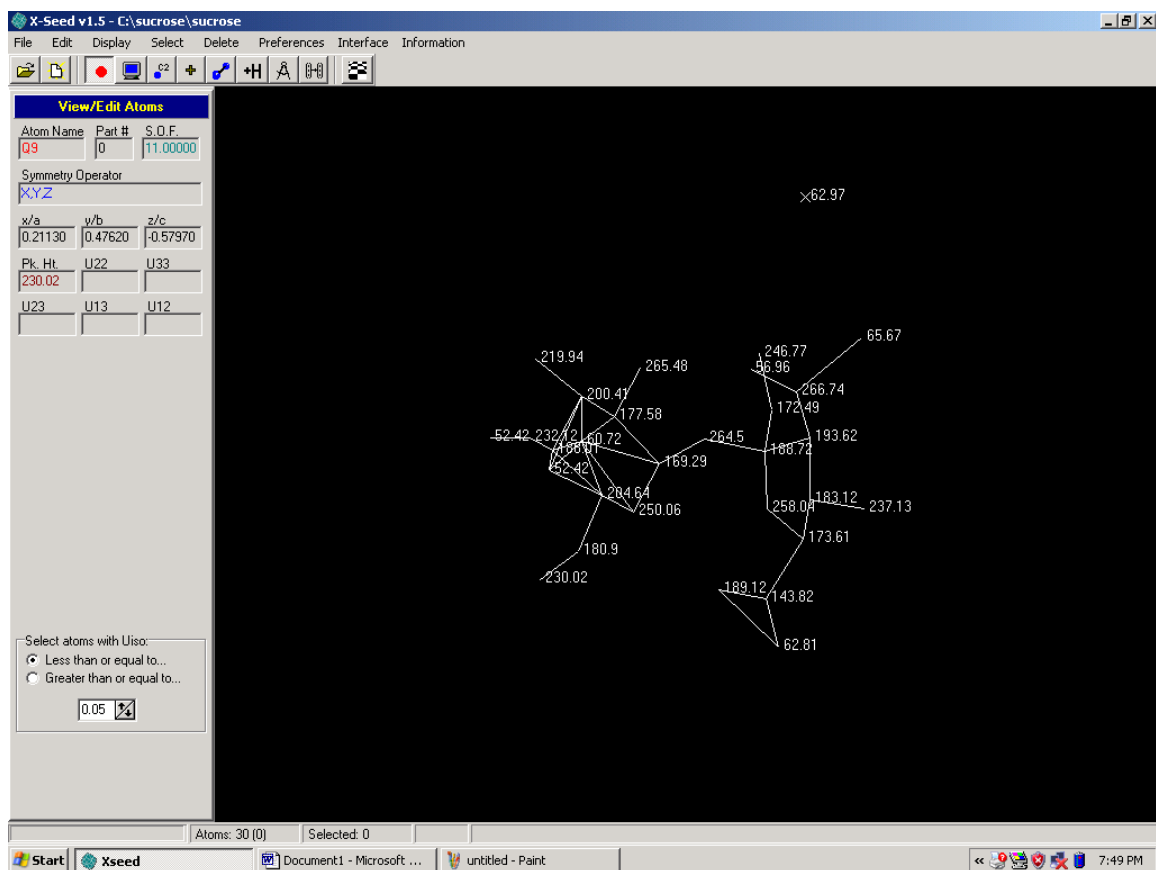 X-Seed v1.5 - C:\sucrose\sucrose
File Edit Display Select Delete Preferences Interface Information
C2 +H Å
View/Edit Atoms
Atom Name Part # S.O.F.
Q9 0 11.00000
Symmetry Operator
X,Y,Z
x/a y/b z/c
0.21130 0.47620 -0.57970
Pk. Ht. U22 U33
230.02
U23 U13 U12
62.97
65.67
246.77
219.94
265.48
56.96
266.74
200.41
172.49
177.58
52.42 232.12 60.72 264.5 193.62
188.01 188.72
52.42 169.29
204.64
183.12
250.06 258.04 237.13
173.61
180.9
230.02
189.12
143.82
62.81
Select atoms with Uiso:
Less than or equal to...
Greater than or equal to...
0.05
Atoms: 30 (0) Selected: 0
Start Xseed Document1 - Microsoft ... untitled - Paint « 7:49 PM